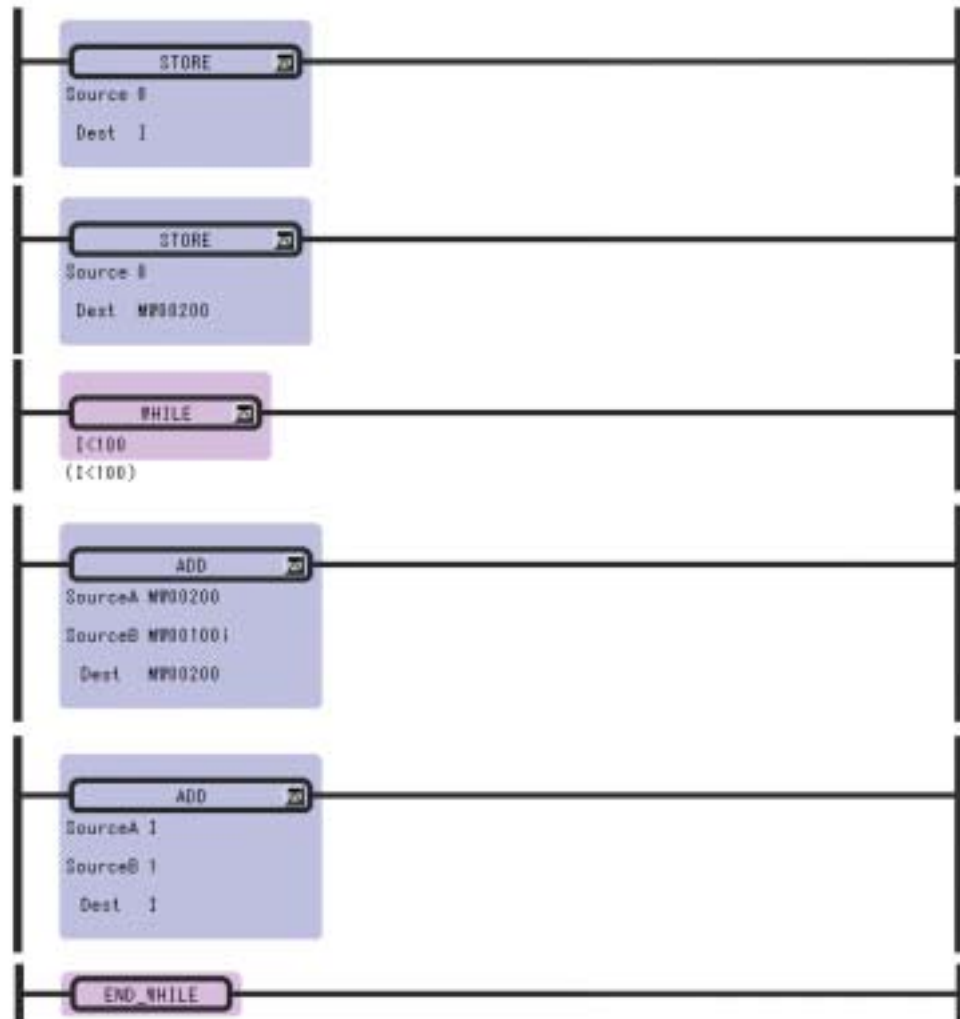 STORE
Source 0
Dest I
STORE
Source 0
Dest MW00200
WHILE
I<100
(I<100)
ADD
SourceA MW00200
SourceB MW00100i
Dest MW00200
ADD
SourceA I
SourceB 1
Dest I
END_WHILE